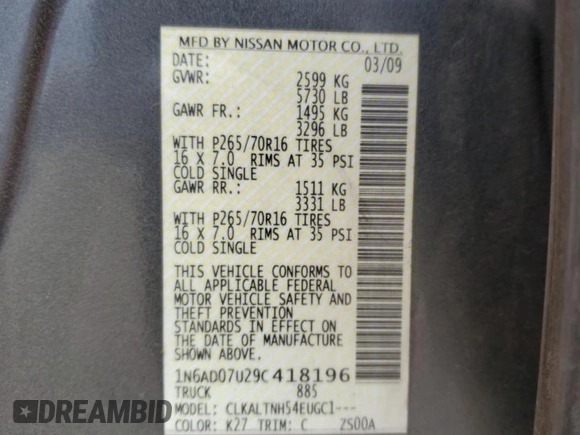 MFD BY NISSAN MOTOR CO., LTD.
DATE: 03/09
GVWR: 2599 KG
5730 LB
GAWR FR.: 1495 KG
3296 LB
WITH P265/70R16 TIRES
16 X 7.0 RIMS AT 35 PSI
COLD SINGLE
GAWR RR.: 1511 KG
3331 LB
WITH P265/70R16 TIRES
16 X 7.0 RIMS AT 35 PSI
COLD SINGLE
THIS VEHICLE CONFORMS TO
ALL APPLICABLE FEDERAL
MOTOR VEHICLE SAFETY AND
THEFT PREVENTION
STANDARDS IN EFFECT ON
THE DATE OF MANUFACTURE
SHOWN ABOVE.
1N6AD07U29C418196
TRUCK 885
MODEL: CLKALTNH54EUGC1---
COLOR: K27 TRIM: C ZS00A